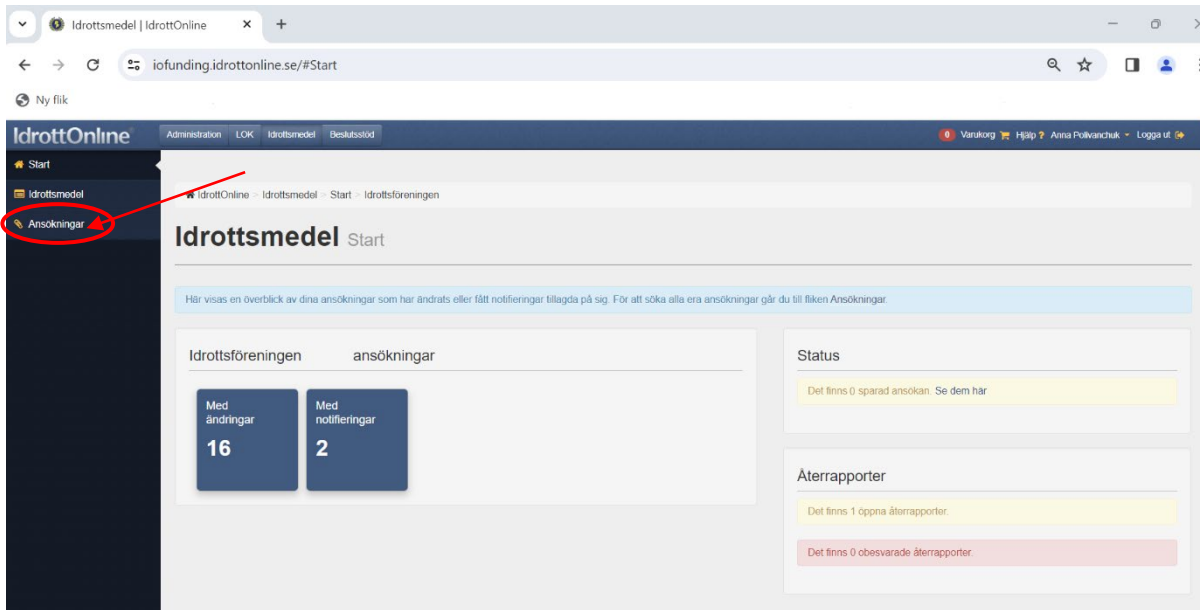 Idrottsmedel | IdrottOnline
iofunding.idrottonline.se/#Start
Ny flik
IdrottOnline Administration LOK Idrottsmedel Beslutsstöd 0 Varukorg Hjälp ? Anna Polivanchuk Logga ut
Start
Idrottsmedel
Ansökningar
IdrottOnline > Idrottsmedel > Start > Idrottsföreningen
Idrottsmedel Start
Här visas en överblick av dina ansökningar som har ändrats eller fått notifieringar tillagda på sig. För att söka alla era ansökningar går du till fliken Ansökningar.
Idrottsföreningen ansökningar
Med
ändringar
16
Med
notifieringar
2
Status
Det finns 0 sparad ansökan. Se dem här
Återrapporter
Det finns 1 öppna återrapporter.
Det finns 0 obesvarade återrapporter.